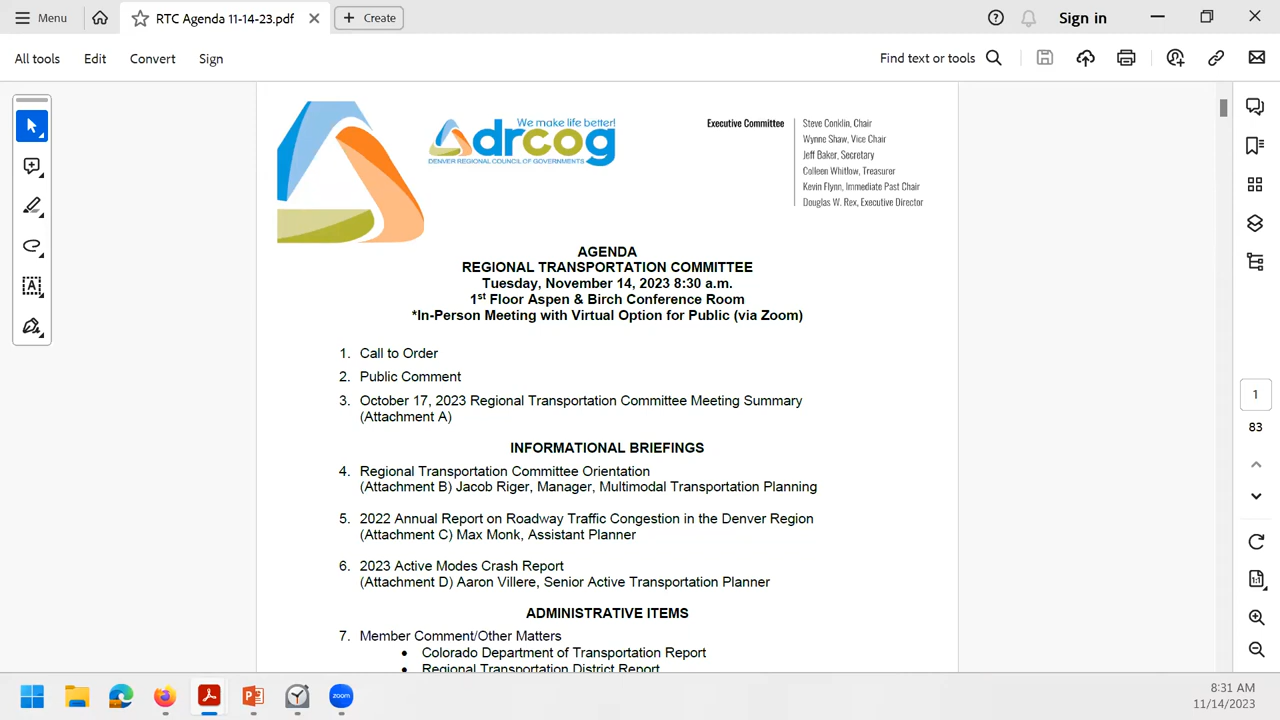 Menu
RTC Agenda 11-14-23.pdf
Create
Sign in
All tools
Edit
Convert
Sign
Find text or tools
We make life better!
drcog
DENVER REGIONAL COUNCIL OF GOVERNMENTS
Executive Committee
Steve Conklin, Chair
Wynne Shaw, Vice Chair
Jeff Baker, Secretary
Colleen Whitlow, Treasurer
Kevin Flynn, Immediate Past Chair
Douglas W. Rex, Executive Director
AGENDA
REGIONAL TRANSPORTATION COMMITTEE
Tuesday, November 14, 2023 8:30 a.m.
1st Floor Aspen & Birch Conference Room
*In-Person Meeting with Virtual Option for Public (via Zoom)
1. Call to Order
2. Public Comment
3. October 17, 2023 Regional Transportation Committee Meeting Summary
(Attachment A)
INFORMATIONAL BRIEFINGS
4. Regional Transportation Committee Orientation
(Attachment B) Jacob Riger, Manager, Multimodal Transportation Planning
5. 2022 Annual Report on Roadway Traffic Congestion in the Denver Region
(Attachment C) Max Monk, Assistant Planner
6. 2023 Active Modes Crash Report
(Attachment D) Aaron Villere, Senior Active Transportation Planner
ADMINISTRATIVE ITEMS
7. Member Comment/Other Matters
• Colorado Department of Transportation Report
• Regional Transportation District Report
1
83
1:1
zoom
8:31 AM
11/14/2023